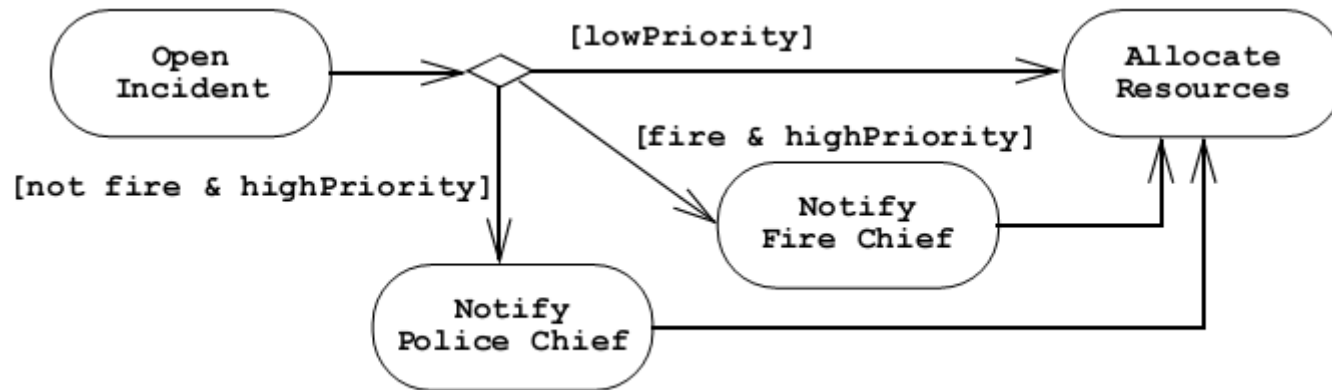 Open
Incident
[lowPriority]
Allocate
Resources
[fire & highPriority]
[not fire & highPriority]
Notify
Fire Chief
Notify
Police Chief